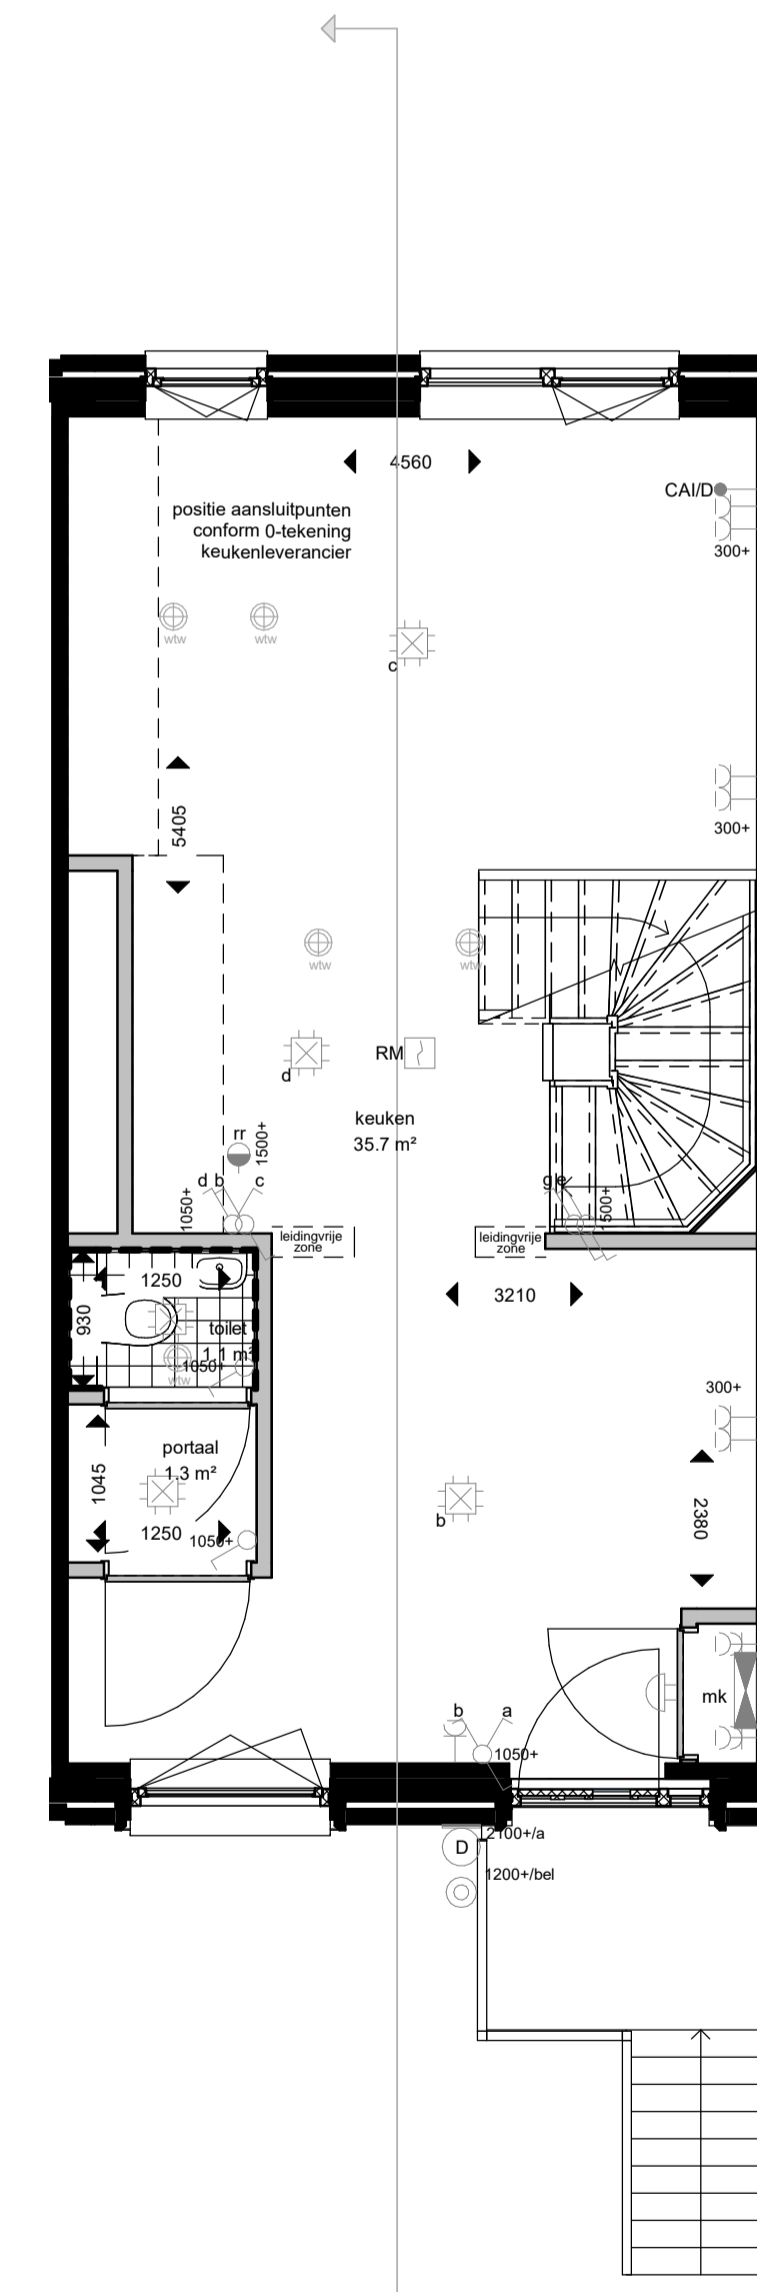 4560
CAI/D
positie aansluitpunten
conform 0-tekening
keukenleverancier
300+
wtw
wtw
c
5405
300+
wtw
wtw
RM
d
keuken
35.7 m²
rr
1500+
d b
c
1050+
g e
1500+
leidingvrije
zone
leidingvrije
zone
1250
930
3210
toilet
1.1 m²
1050+
wtw
300+
portaal
1.3 m²
1045
1250
1050+
b
2380
mk
b
a
1050+
D
2100+/a
1200+/bel